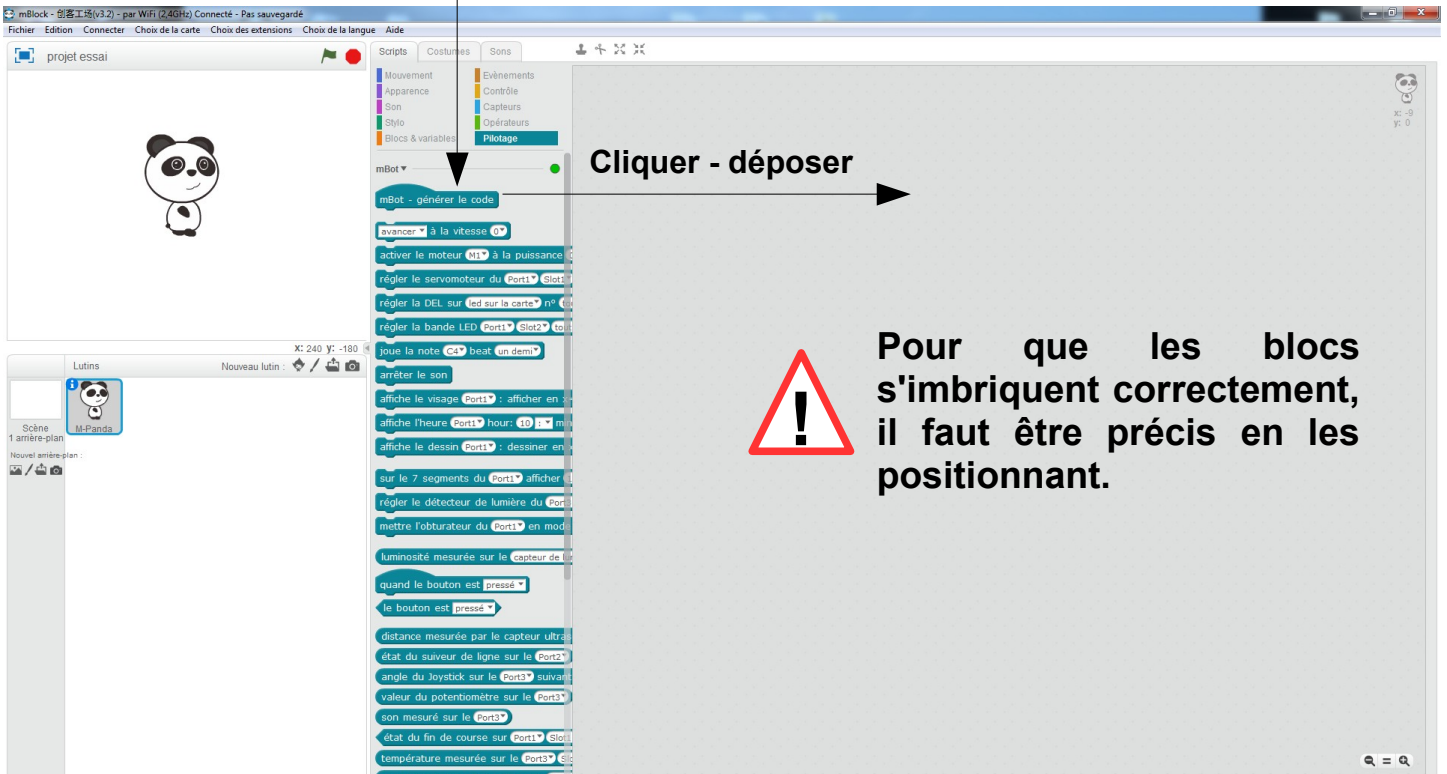 mBlock - 创客工场(v3.2) - par WiFi (2,4GHz) Connecté - Pas sauvegardé
Fichier Edition Connecter Choix de la carte Choix des extensions Choix de la langue Aide
projet essai
Scripts Costumes Sons
Mouvement Evènements
Apparence Contrôle
Son Capteurs
Stylo Opérateurs
Blocs & variables Pilotage
x: -9
y: 0
mBot
Cliquer - déposer
mBot - générer le code
avancer à la vitesse 0
activer le moteur M1 à la puissance
régler le servomoteur du Port1
régler la DEL sur led sur la carte n°
régler la bande LED Port1 Slot2
X: 240 y: -180
joue la note C4 beat un demi
arrêter le son
affiche le visage Port1 : afficher en
affiche l'heure Port1 hour: 10 :
affiche le dessin Port1 : dessiner en
sur le 7 segments du Port1 afficher
régler le détecteur de lumière du
mettre l'obturateur du Port1 en mode
luminosité mesurée sur le capteur de
quand le bouton est pressé
le bouton est pressé
distance mesurée par le capteur
état du suiveur de ligne sur le Port2
angle du Joystick sur le Port3
valeur du potentiomètre sur le Port3
son mesuré sur le Port3
état du fin de course sur Port1
température mesurée sur le Port3
Lutins Nouveau lutin :
Scène
1 arrière-plan
M-Panda
Nouvel arrière-plan :
!
Pour que les blocs
s'imbriquent correctement,
il faut être précis en les
positionnant.